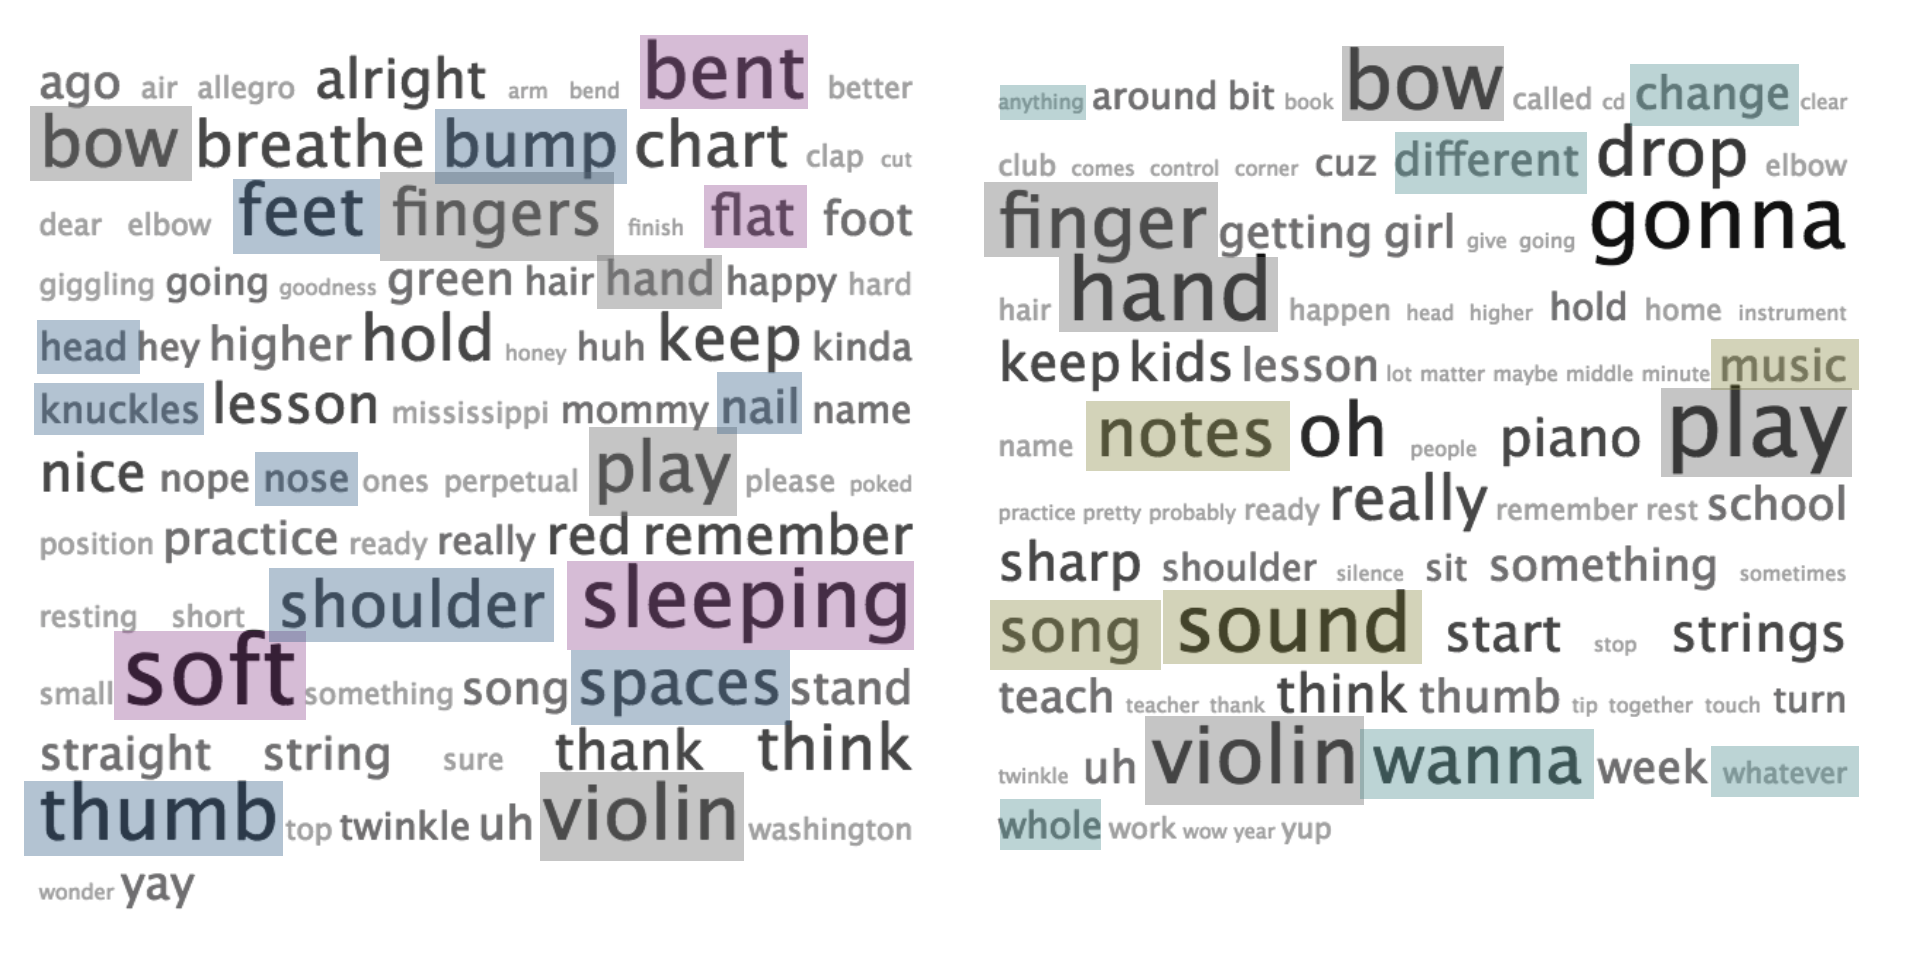 ago air allegro alright arm bend bent better
bow breathe bump chart clap cut
dear elbow feet fingers finish flat foot
giggling going goodness green hair hand happy hard
head hey higher hold honey huh keep kinda
knuckles lesson mississippi mommy nail name
nice nope nose ones perpetual play please poked
position practice ready really red remember
resting short shoulder sleeping
small soft something song spaces stand
straight string sure thank think
thumb top twinkle uh violin washington
wonder yay
anything around bit book bow called cd change clear
club comes control corner cuz different drop elbow
finger getting girl give going gonna
hair hand happen head higher hold home instrument
keep kids lesson lot matter maybe middle minute music
name notes oh people piano play
practice pretty probably ready really remember rest school
sharp shoulder silence sit something sometimes
song sound start stop strings
teach teacher thank think thumb tip together touch turn
twinkle uh violin wanna week whatever
whole work wow year yup